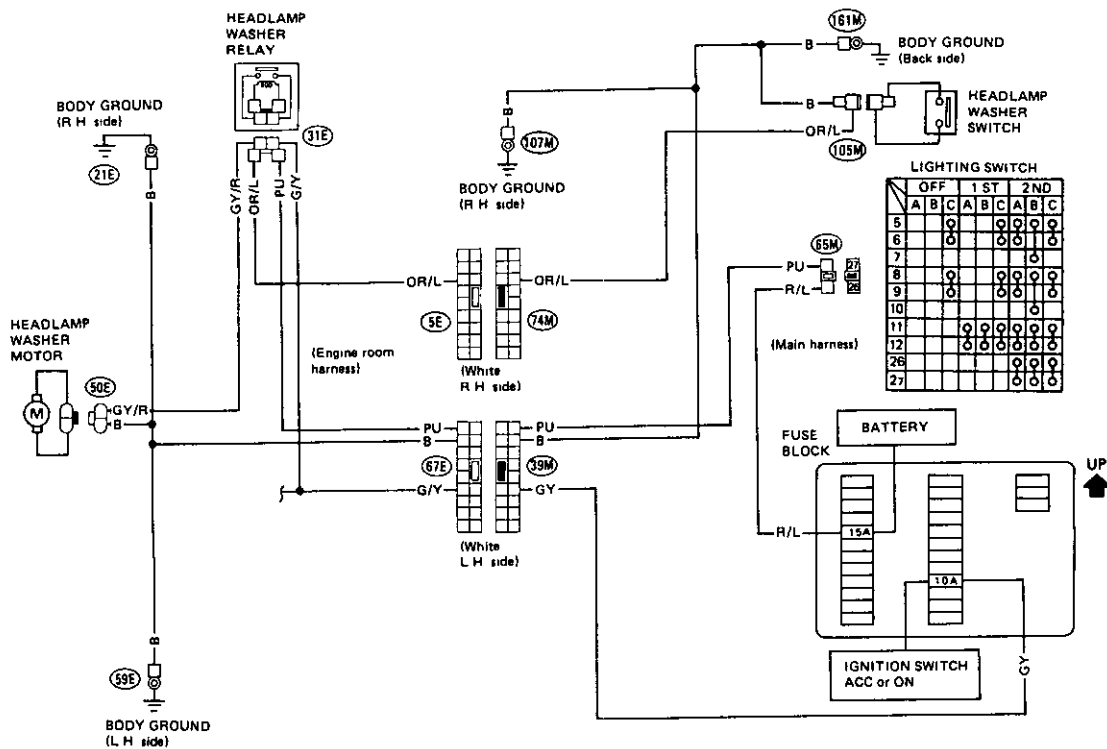 HEADLAMP
WASHER
RELAY
31E
BODY GROUND
(R H side)
21E
B
GY/R
OR/L
PU
G/Y
161M
B
BODY GROUND
(Back side)
B
OR/L
105M
HEADLAMP
WASHER
SWITCH
B
107M
BODY GROUND
(R H side)
LIGHTING SWITCH
OFF 1 ST 2 ND
A B C A B C A B C
5
6
7
8
9
10
11
12
26
27
65M
PU
R/L
27
26
OR/L
OR/L
5E
74M
(White
R H side)
(Engine room
harness)
(Main harness)
HEADLAMP
WASHER
MOTOR
M
50E
GY/R
B
PU
B
G/Y
67E
PU
B
GY
39M
(White
L H side)
B
59E
BODY GROUND
(L H side)
BATTERY
FUSE
BLOCK
UP
R/L
15A
10A
IGNITION SWITCH
ACC or ON
GY